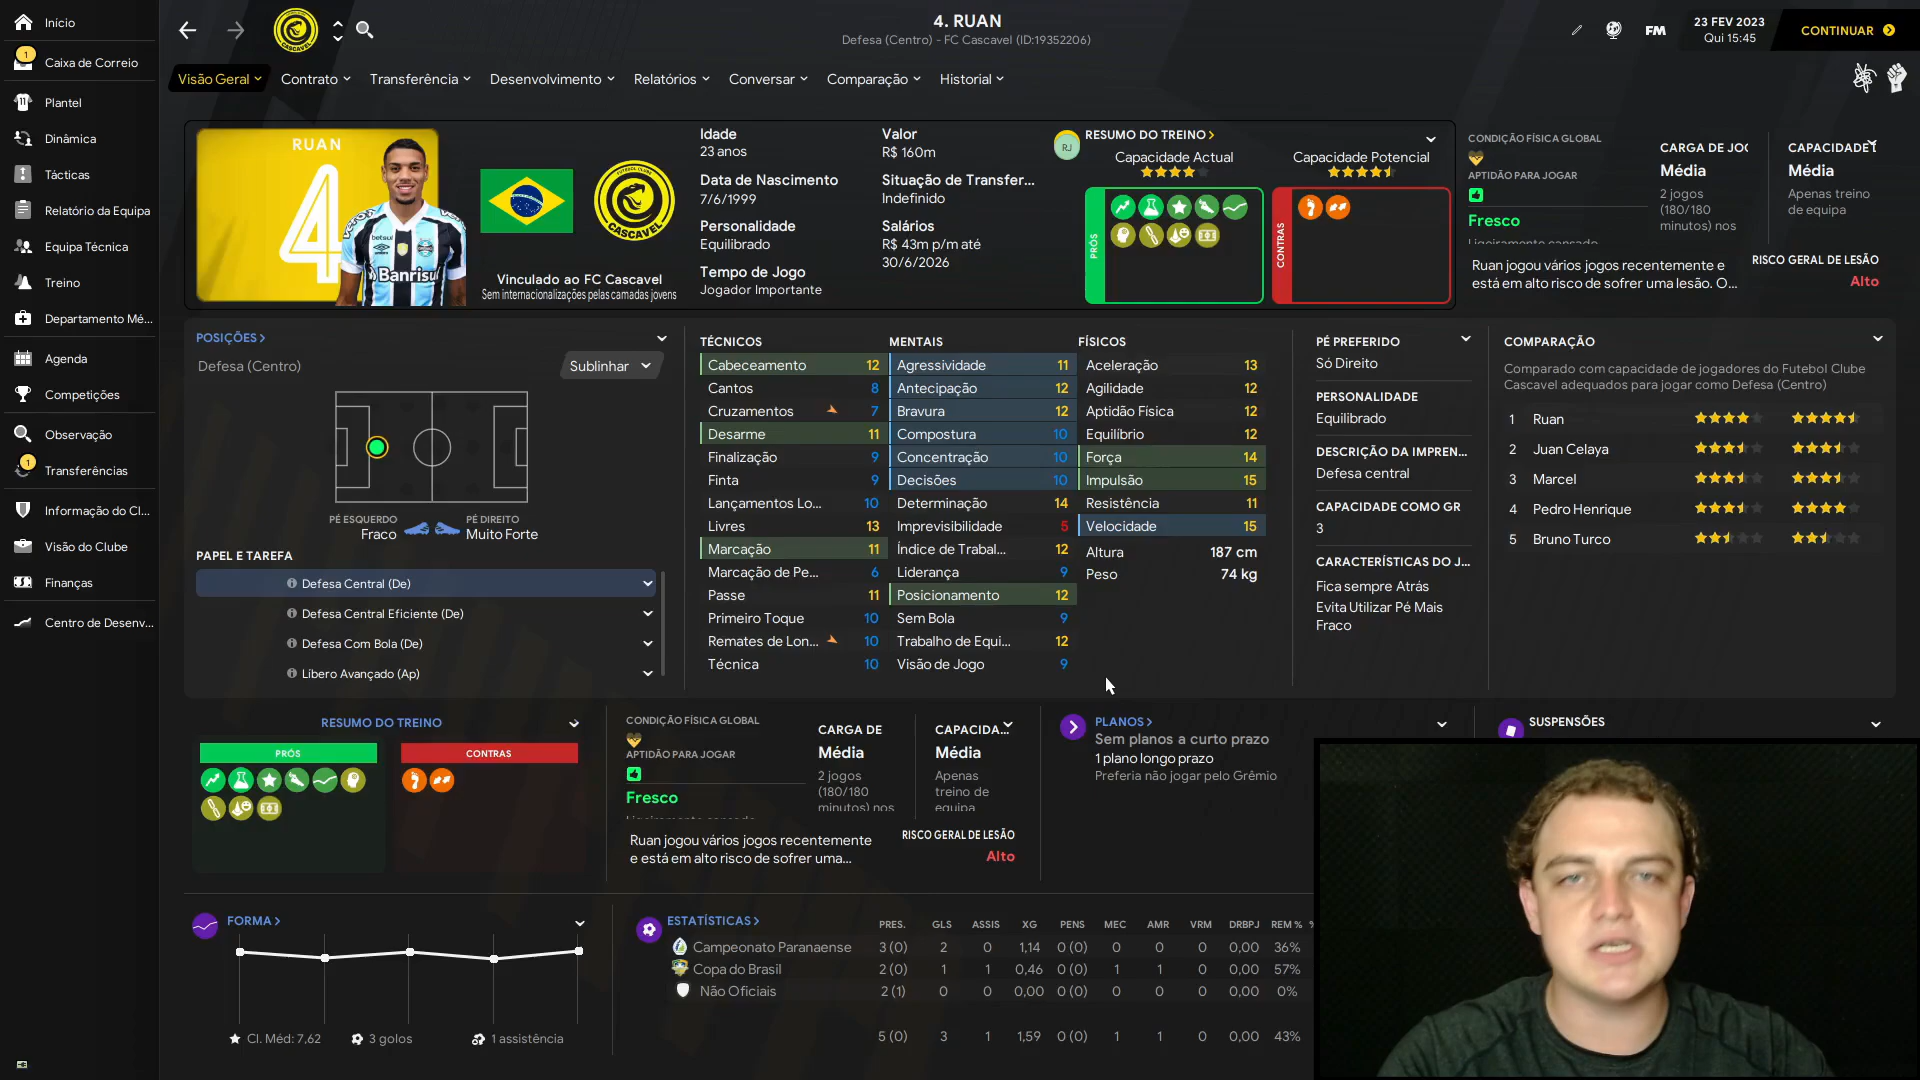 Início
1
Caixa de Correio
Plantel
Dinâmica
Tácticas
Relatório da Equipa
Equipa Técnica
Treino
Departamento Mé...
Agenda
Competições
Observação
1
Transferências
Informação do Cl...
Visão do Clube
Finanças
Centro de Desenv...
CASCAVEL
4. RUAN
Defesa (Centro) - FC Cascavel (ID:19352206)
FM
23 FEV 2023
Qui 15:45
CONTINUAR
Visão Geral
Contrato
Transferência
Desenvolvimento
Relatórios
Conversar
Comparação
Historial
RUAN
4
betsul
Banrisul
CASCAVEL
Vinculado ao FC Cascavel
Sem internacionalizações pelas camadas jovens
Idade
23 anos
Data de Nascimento
7/6/1999
Personalidade
Equilibrado
Tempo de Jogo
Jogador Importante
Valor
R$ 160m
Situação de Transfer...
Indefinido
Salários
R$ 43m p/m até
30/6/2026
RJ
RESUMO DO TREINO
Capacidade Actual
Capacidade Potencial
PRÓS
CONTRAS
CONDIÇÃO FÍSICA GLOBAL
APTIDÃO PARA JOGAR
Fresco
Ligeiramente cansado
CARGA DE JOG
Média
2 jogos
(180/180
minutos) nos
CAPACIDADE
Média
Apenas treino
de equipa
Ruan jogou vários jogos recentemente e
está em alto risco de sofrer uma lesão. O...
RISCO GERAL DE LESÃO
Alto
POSIÇÕES
Defesa (Centro)
Sublinhar
PÉ ESQUERDO
Fraco
PÉ DIREITO
Muito Forte
PAPEL E TAREFA
Defesa Central (De)
Defesa Central Eficiente (De)
Defesa Com Bola (De)
Líbero Avançado (Ap)
TÉCNICOS
Cabeceamento 12
Cantos 8
Cruzamentos 7
Desarme 11
Finalização 9
Finta 9
Lançamentos Lo... 10
Livres 13
Marcação 11
Marcação de Pe... 6
Passe 11
Primeiro Toque 10
Remates de Lon... 10
Técnica 10
MENTAIS
Agressividade 11
Antecipação 12
Bravura 12
Compostura 10
Concentração 10
Decisões 10
Determinação 14
Imprevisibilidade 5
Índice de Trabal... 12
Liderança 9
Posicionamento 12
Sem Bola 9
Trabalho de Equi... 12
Visão de Jogo 9
FÍSICOS
Aceleração 13
Agilidade 12
Aptidão Física 12
Equilíbrio 12
Força 14
Impulsão 15
Resistência 11
Velocidade 15
Altura 187 cm
Peso 74 kg
PÉ PREFERIDO
Só Direito
PERSONALIDADE
Equilibrado
DESCRIÇÃO DA IMPREN...
Defesa central
CAPACIDADE COMO GR
3
CARACTERÍSTICAS DO J...
Fica sempre Atrás
Evita Utilizar Pé Mais
Fraco
COMPARAÇÃO
Comparado com capacidade de jogadores do Futebol Clube
Cascavel adequados para jogar como Defesa (Centro)
1 Ruan
2 Juan Celaya
3 Marcel
4 Pedro Henrique
5 Bruno Turco
RESUMO DO TREINO
PRÓS
CONTRAS
CONDIÇÃO FÍSICA GLOBAL
APTIDÃO PARA JOGAR
Fresco
Ligeiramente cansado
CARGA DE
Média
2 jogos
(180/180
minutos) nos
CAPACIDA...
Média
Apenas
treino de
equipa
Ruan jogou vários jogos recentemente
e está em alto risco de sofrer uma...
RISCO GERAL DE LESÃO
Alto
PLANOS
Sem planos a curto prazo
1 plano longo prazo
Preferia não jogar pelo Grêmio
SUSPENSÕES
FORMA
Cl. Méd: 7,62
3 golos
1 assistência
ESTATÍSTICAS
PRES. GLS ASSIS XG PENS MEC AMR VRM DRBPJ REM %
Campeonato Paranaense 3 (0) 2 0 1,14 0 (0) 0 0 0 0,00 36%
Copa do Brasil 2 (0) 1 1 0,46 0 (0) 1 1 0 0,00 57%
Não Oficiais 2 (1) 0 0 0,00 0 (0) 0 0 0 0,00 0%
5 (0) 3 1 1,59 0 (0) 1 1 0 0,00 43%